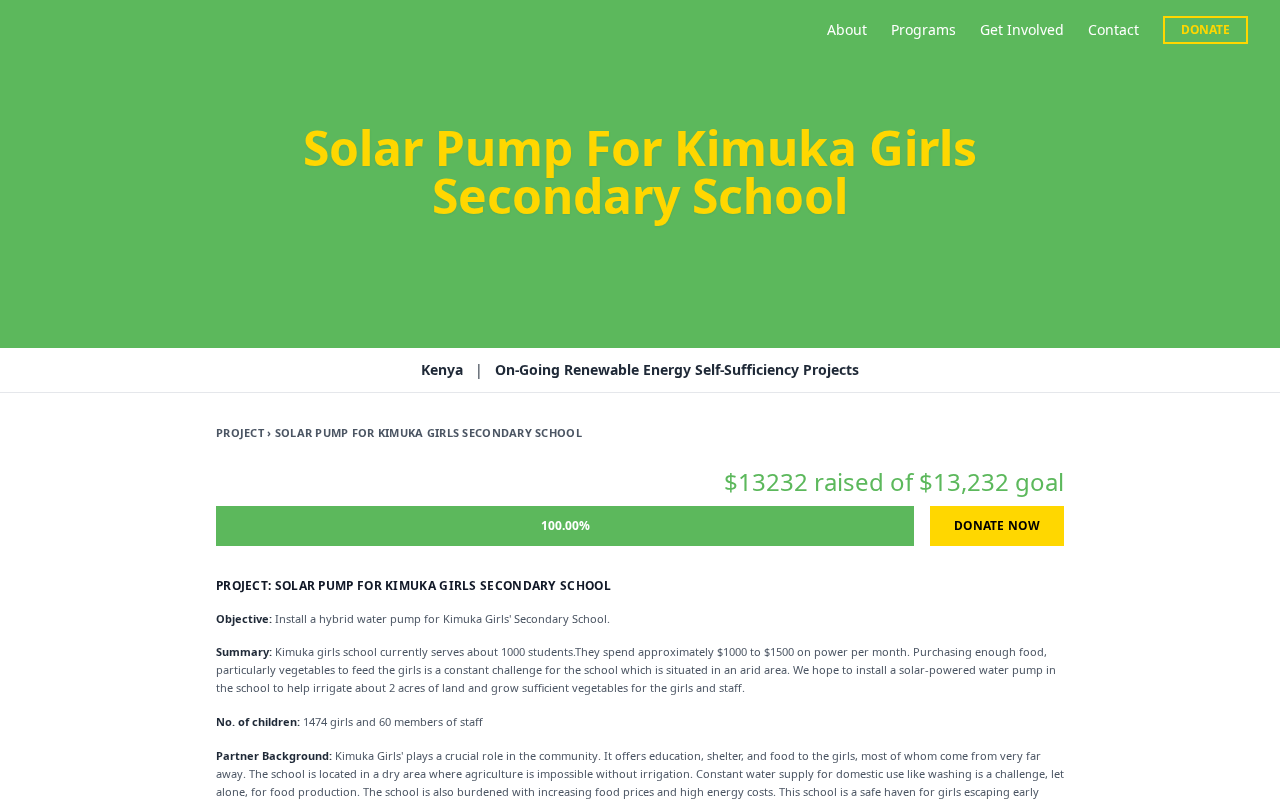 About Programs Get Involved Contact DONATE
Solar Pump For Kimuka Girls
Secondary School
Kenya | On-Going Renewable Energy Self-Sufficiency Projects
PROJECT › SOLAR PUMP FOR KIMUKA GIRLS SECONDARY SCHOOL
$13232 raised of $13,232 goal
100.00% DONATE NOW
PROJECT: SOLAR PUMP FOR KIMUKA GIRLS SECONDARY SCHOOL
Objective: Install a hybrid water pump for Kimuka Girls' Secondary School.
Summary: Kimuka girls school currently serves about 1000 students.They spend approximately $1000 to $1500 on power per month. Purchasing enough food,
particularly vegetables to feed the girls is a constant challenge for the school which is situated in an arid area. We hope to install a solar-powered water pump in
the school to help irrigate about 2 acres of land and grow sufficient vegetables for the girls and staff.
No. of children: 1474 girls and 60 members of staff
Partner Background: Kimuka Girls' plays a crucial role in the community. It offers education, shelter, and food to the girls, most of whom come from very far
away. The school is located in a dry area where agriculture is impossible without irrigation. Constant water supply for domestic use like washing is a challenge, let
alone, for food production. The school is also burdened with increasing food prices and high energy costs. This school is a safe haven for girls escaping early